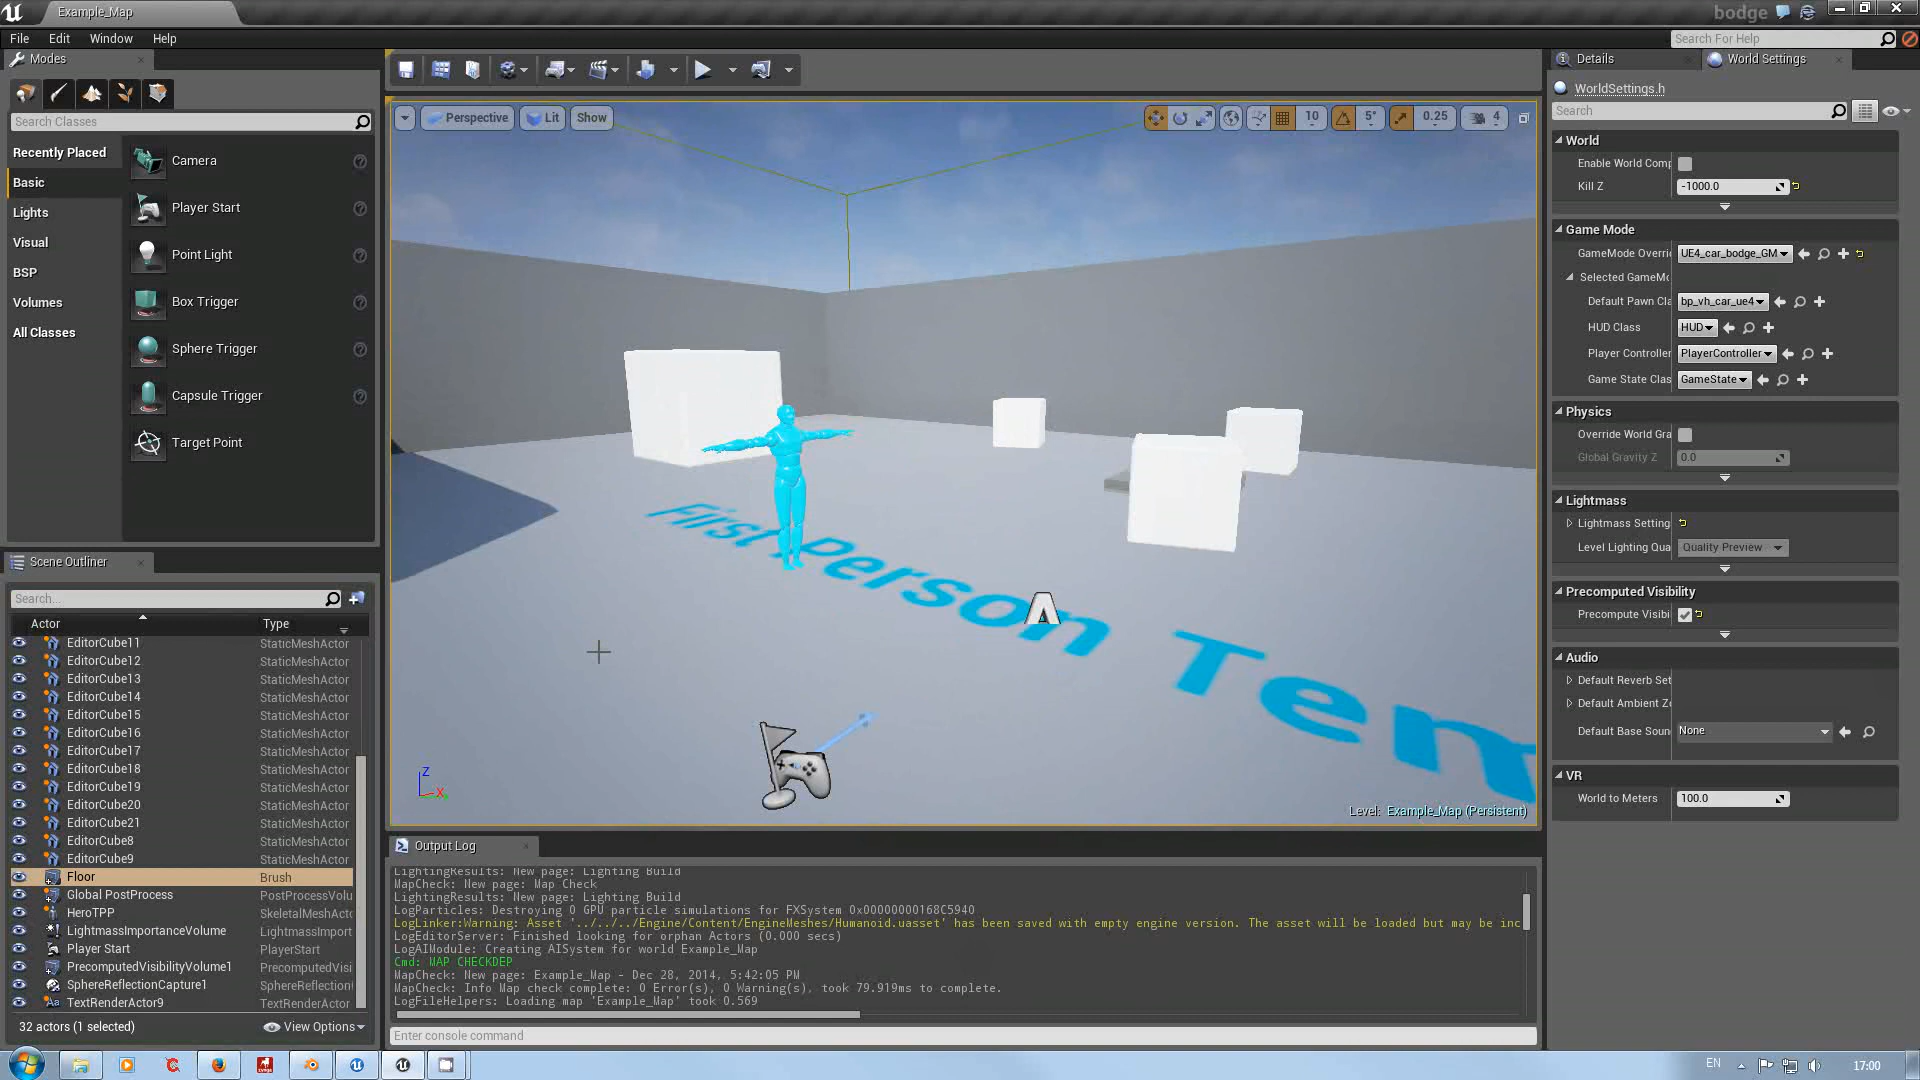 Example_Map
bodge
File Edit Window Help
Search For Help
Modes
Search Classes
Recently Placed
Basic
Lights
Visual
BSP
Volumes
All Classes
Camera
Player Start
Point Light
Box Trigger
Sphere Trigger
Capsule Trigger
Target Point
Scene Outliner
Search...
Actor Type
EditorCube11 StaticMeshActor
EditorCube12 StaticMeshActor
EditorCube13 StaticMeshActor
EditorCube14 StaticMeshActor
EditorCube15 StaticMeshActor
EditorCube16 StaticMeshActor
EditorCube17 StaticMeshActor
EditorCube18 StaticMeshActor
EditorCube19 StaticMeshActor
EditorCube20 StaticMeshActor
EditorCube21 StaticMeshActor
EditorCube8 StaticMeshActor
EditorCube9 StaticMeshActor
Floor Brush
Global PostProcess PostProcessVolu
HeroTPP SkeletalMeshActo
LightmassImportanceVolume LightmassImport
Player Start PlayerStart
PrecomputedVisibilityVolume1 PrecomputedVisi
SphereReflectionCapture1 SphereReflection
TextRenderActor9 TextRenderActor
32 actors (1 selected) View Options
Perspective Lit Show
10 5° 0.25 4
First Person Tem
Z
X
Level: Example_Map (Persistent)
Output Log
LightingResults: New page: Lighting Build
MapCheck: New page: Map Check
LightingResults: New page: Lighting Build
LogParticles: Destroying 0 GPU particle simulations for FXSystem 0x00000000168C5940
LogLinker:Warning: Asset '../../../Engine/Content/EngineMeshes/Humanoid.uasset' has been saved with empty engine version. The asset will be loaded but may be inc
LogEditorServer: Finished looking for orphan Actors (0.000 secs)
LogAIModule: Creating AISystem for world Example_Map
Cmd: MAP CHECKDEP
MapCheck: New page: Example_Map - Dec 28, 2014, 5:42:05 PM
MapCheck: Info Map check complete: 0 Error(s), 0 Warning(s), took 79.919ms to complete.
LogFileHelpers: Loading map 'Example_Map' took 0.569
Enter console command
Details
World Settings
WorldSettings.h
Search
World
Enable World Comp
Kill Z -1000.0
Game Mode
GameMode Overri UE4_car_bodge_GM
Selected GameMo
Default Pawn Cla bp_vh_car_ue4
HUD Class HUD
Player Controller PlayerController
Game State Clas GameState
Physics
Override World Gra
Global Gravity Z 0.0
Lightmass
Lightmass Setting
Level Lighting Qua Quality Preview
Precomputed Visibility
Precompute Visibi
Audio
Default Reverb Set
Default Ambient Zo
Default Base Soun None
VR
World to Meters 100.0
EN
17:00